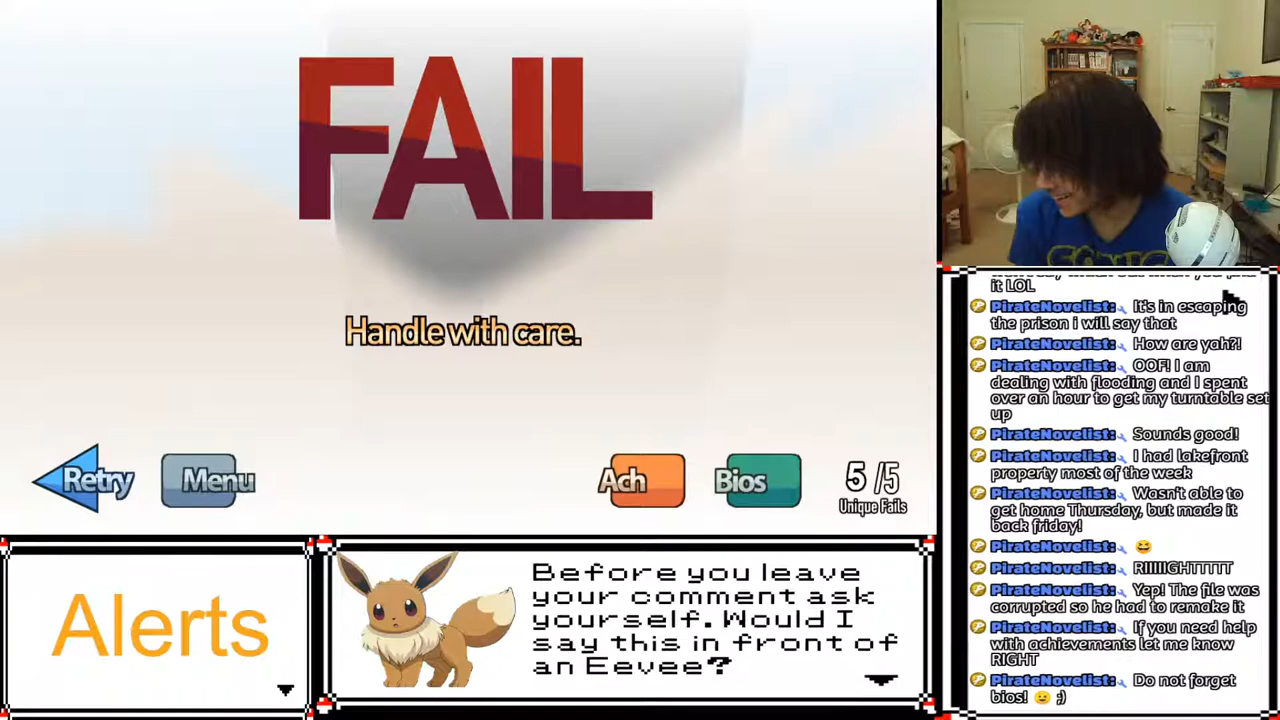 FAIL
Handle with care.
Retry
Menu
Ach
Bios
5/5
Unique Fails
Alerts
Before you leave
your comment ask
yourself. Would I
say this in front of
an Eevee?
it LOL
PirateNovelist: It's in escaping
the prison i will say that
PirateNovelist: How are yah?!
PirateNovelist: OOF! I am
dealing with flooding and I spent
over an hour to get my turntable set
up
PirateNovelist: Sounds good!
PirateNovelist: I had lakefront
property most of the week
PirateNovelist: Wasn't able to
get home Thursday, but made it
back friday!
PirateNovelist: 😆
PirateNovelist: RIIIIIIGHTTTTT
PirateNovelist: Yep! The file was
corrupted so he had to remake it
PirateNovelist: If you need help
with achievements let me know
RIGHT
PirateNovelist: Do not forget
bios! 😉 ;)